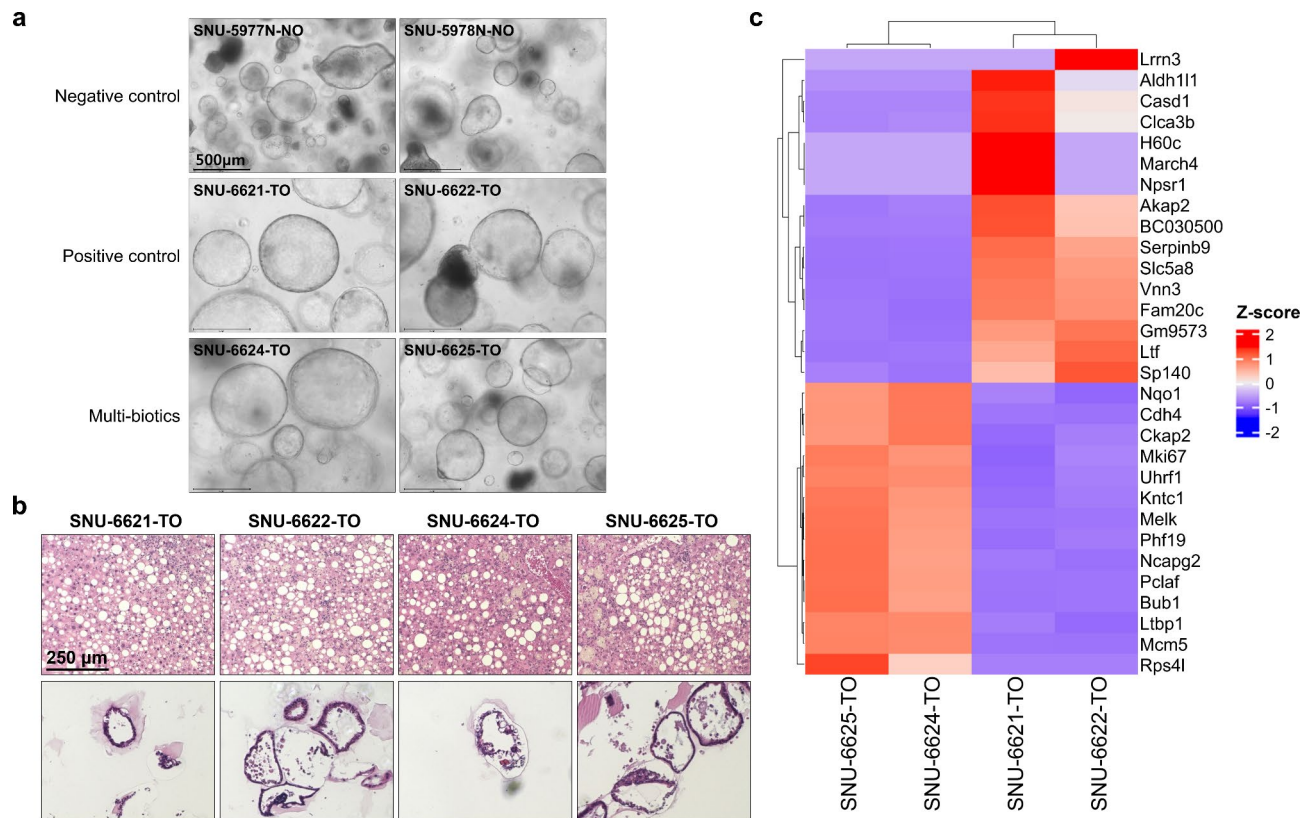 a
SNU-5977N-NO
SNU-5978N-NO
Negative control
500µm
SNU-6621-TO
SNU-6622-TO
Positive control
SNU-6624-TO
SNU-6625-TO
Multi-biotics
b
SNU-6621-TO
SNU-6622-TO
SNU-6624-TO
SNU-6625-TO
250 µm
c
Lrrn3
Aldh1l1
Casd1
Clca3b
H60c
March4
Npsr1
Akap2
BC030500
Serpinb9
Slc5a8
Vnn3
Fam20c
Gm9573
Ltf
Sp140
Nqo1
Cdh4
Ckap2
Mki67
Uhrf1
Kntc1
Melk
Phf19
Ncapg2
Pclaf
Bub1
Ltbp1
Mcm5
Rps4l
SNU-6625-TO
SNU-6624-TO
SNU-6621-TO
SNU-6622-TO
Z-score
2
1
0
-1
-2